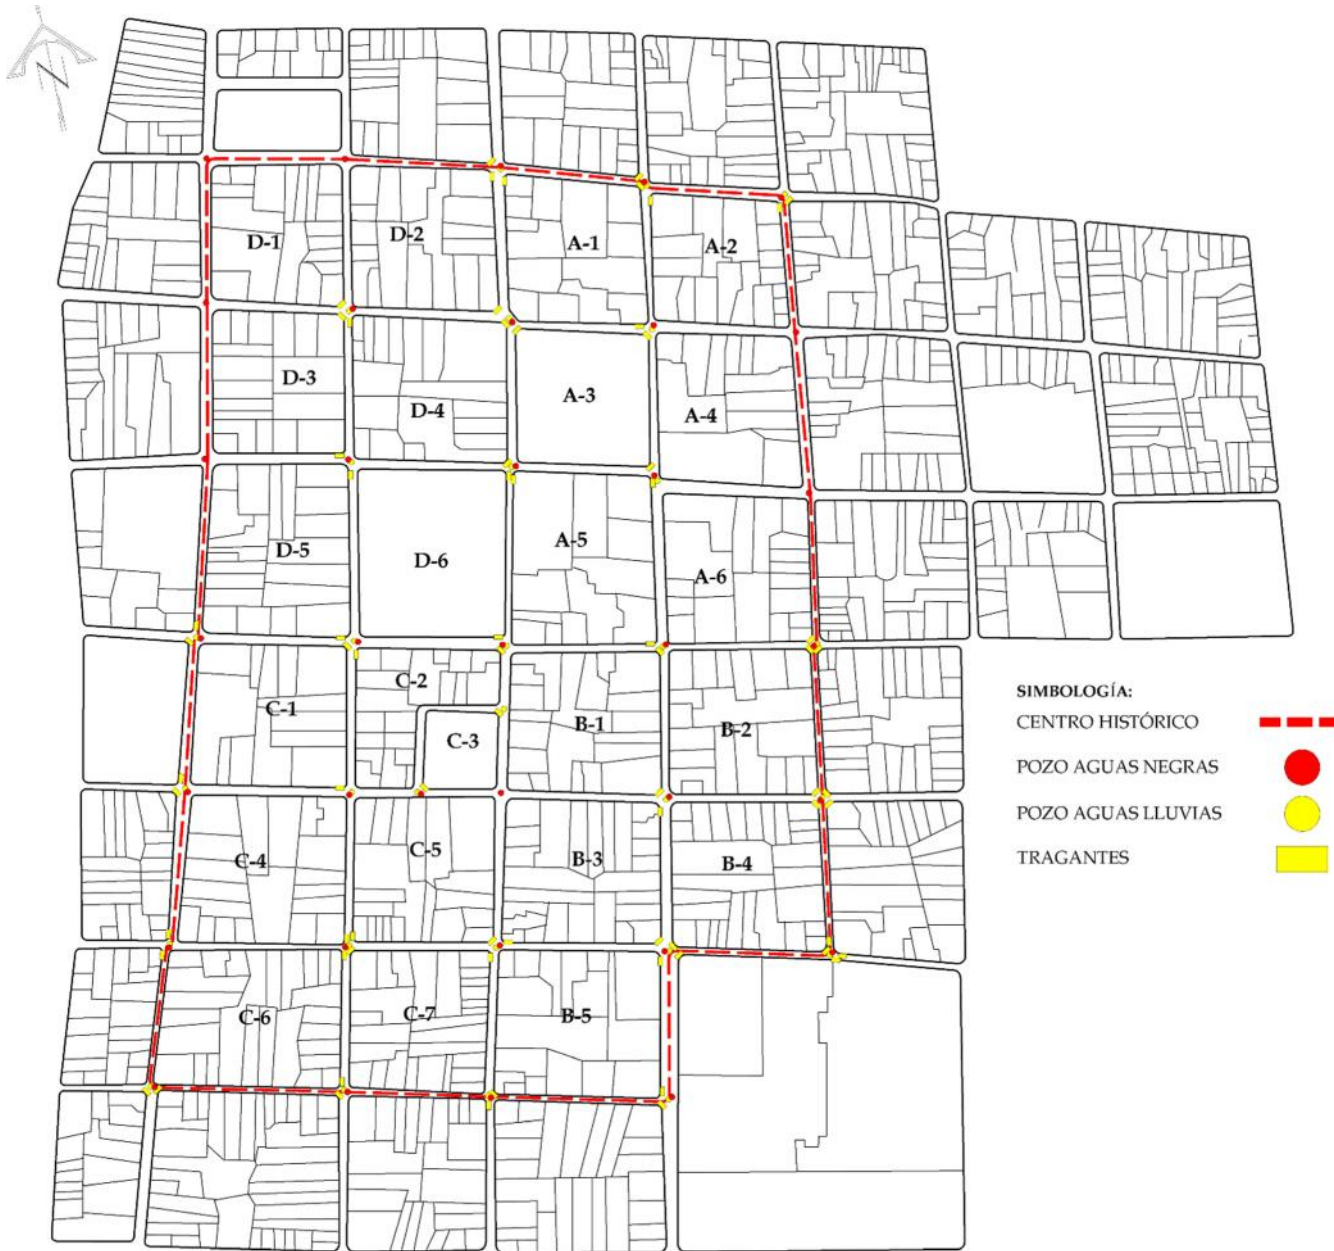 D-1
D-2
A-1
A-2
D-3
D-4
A-3
A-4
D-5
D-6
A-5
A-6
C-1
C-2
C-3
B-1
B-2
C-4
C-5
B-3
B-4
C-6
C-7
B-5
SIMBOLOGÍA:
CENTRO HISTÓRICO
POZO AGUAS NEGRAS
POZO AGUAS LLUVIAS
TRAGANTES